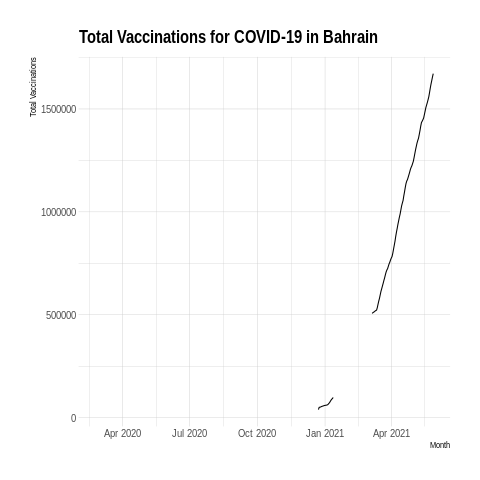 Total Vaccinations for COVID-19 in Bahrain
Total Vaccinations
1500000
1000000
500000
0
Apr 2020 Jul 2020 Oct 2020 Jan 2021 Apr 2021
Month